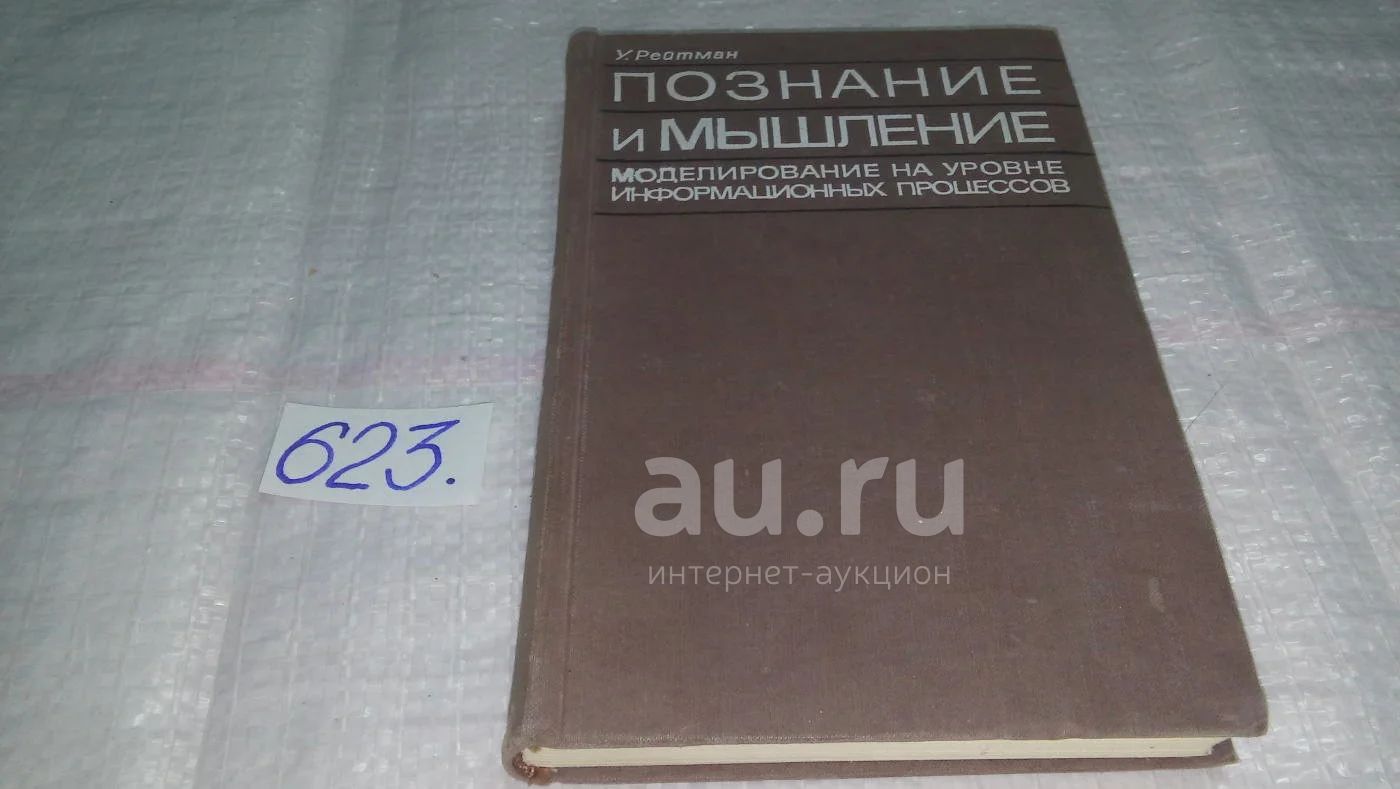 У. Рейтман
ПОЗНАНИЕ
И МЫШЛЕНИЕ
МОДЕЛИРОВАНИЕ НА УРОВНЕ
ИНФОРМАЦИОННЫХ ПРОЦЕССОВ
623.
au.ru
интернет-аукцион